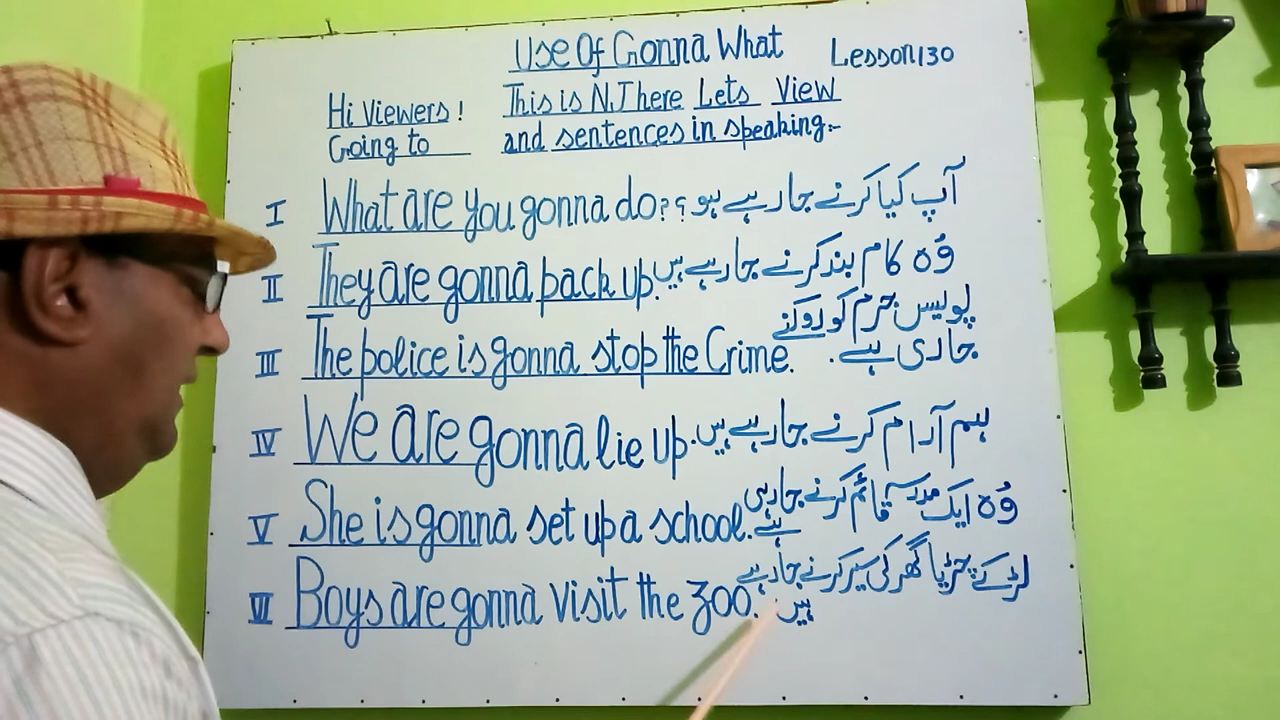 Use Of Gonna What Lesson 130
Hi Viewers! This is N.J here Lets View
Going to and sentences in speaking:-
I What are you gonna do? آپ کیا کرنے جا رہے ہو؟
II They are gonna pack up. وُہ کام بند کرنے جا رہے ہیں
III The police is gonna stop the Crime. پولیس جرم کو روکنے
جا رہی ہے.
IV We are gonna lie up. ہم آرام کرنے جا رہے ہیں.
V She is gonna set up a school. وُہ ایک مدرسہ قائم کرنے جا رہی
ہے
VI Boys are gonna visit the zoo. لڑکے چڑیا گھر کی سیر کرنے جا رہے
ہیں